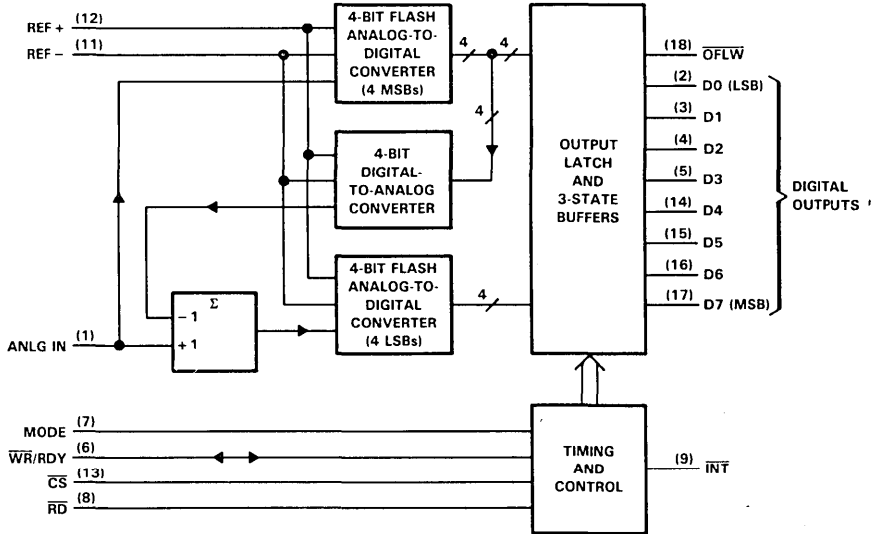 REF + (12)
REF - (11)
4-BIT FLASH
ANALOG-TO-
DIGITAL
CONVERTER
(4 MSBs)
4
4
4
4-BIT
DIGITAL-
TO-ANALOG
CONVERTER
4-BIT FLASH
ANALOG-TO-
DIGITAL
CONVERTER
(4 LSBs)
4
Σ
- 1
+ 1
ANLG IN (1)
OUTPUT
LATCH
AND
3-STATE
BUFFERS
(18) OFLW
(2) D0 (LSB)
(3) D1
(4) D2
(5) D3
(14) D4
(15) D5
(16) D6
(17) D7 (MSB)
DIGITAL
OUTPUTS
MODE (7)
WR/RDY (6)
CS (13)
RD (8)
TIMING
AND
CONTROL
(9) INT